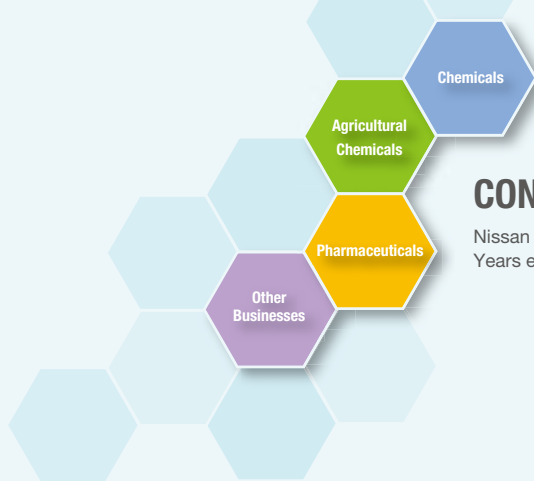 Chemicals
Agricultural
Chemicals
CON
Nissan
Pharmaceuticals
Years e
Other
Businesses